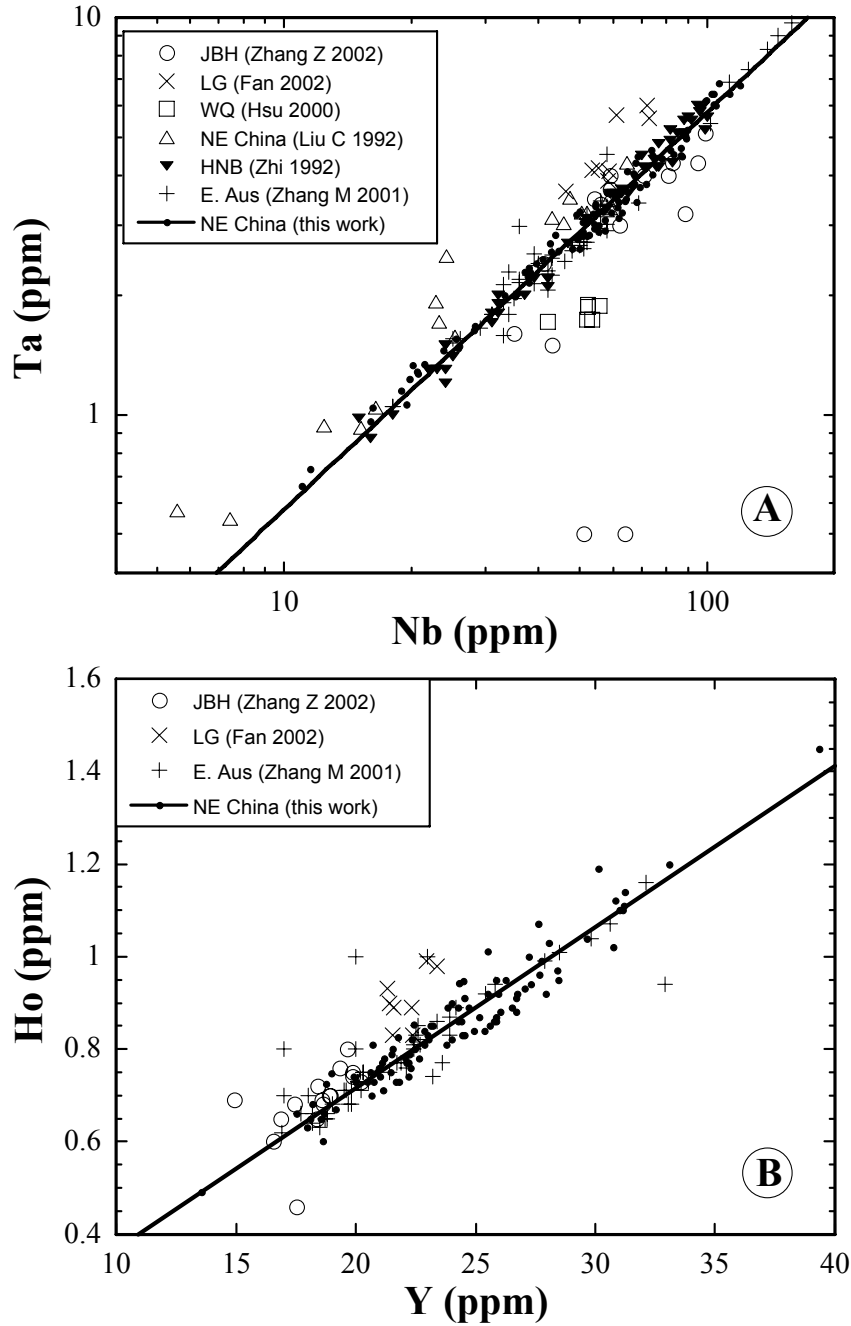 10
JBH (Zhang Z 2002)
LG (Fan 2002)
WQ (Hsu 2000)
NE China (Liu C 1992)
HNB (Zhi 1992)
E. Aus (Zhang M 2001)
NE China (this work)
Ta (ppm)
1
A
10
100
Nb (ppm)
1.6
JBH (Zhang Z 2002)
LG (Fan 2002)
E. Aus (Zhang M 2001)
NE China (this work)
1.4
1.2
Ho (ppm)
1
0.8
0.6
B
0.4
10
15
20
25
30
35
40
Y (ppm)